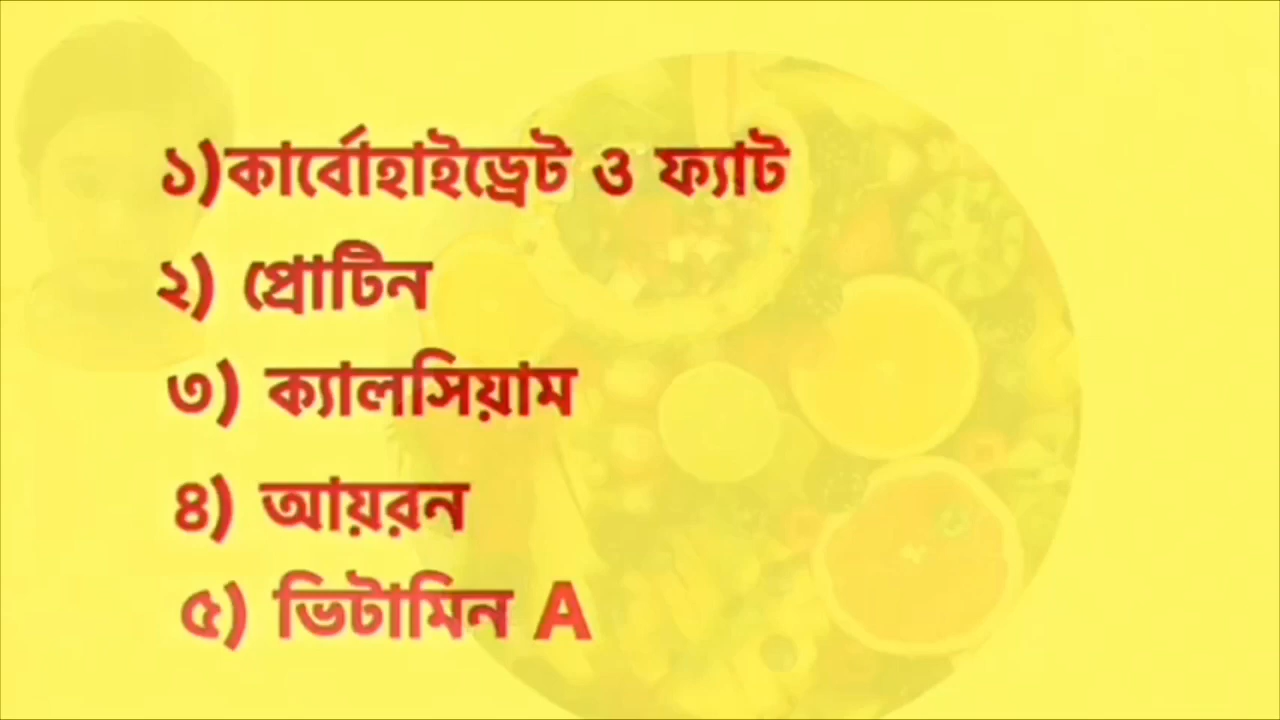 ১)কার্বোহাইড্রেট ও ফ্যাট
২) প্রোটিন
৩) ক্যালসিয়াম
৪) আয়রন
৫) ভিটামিন A